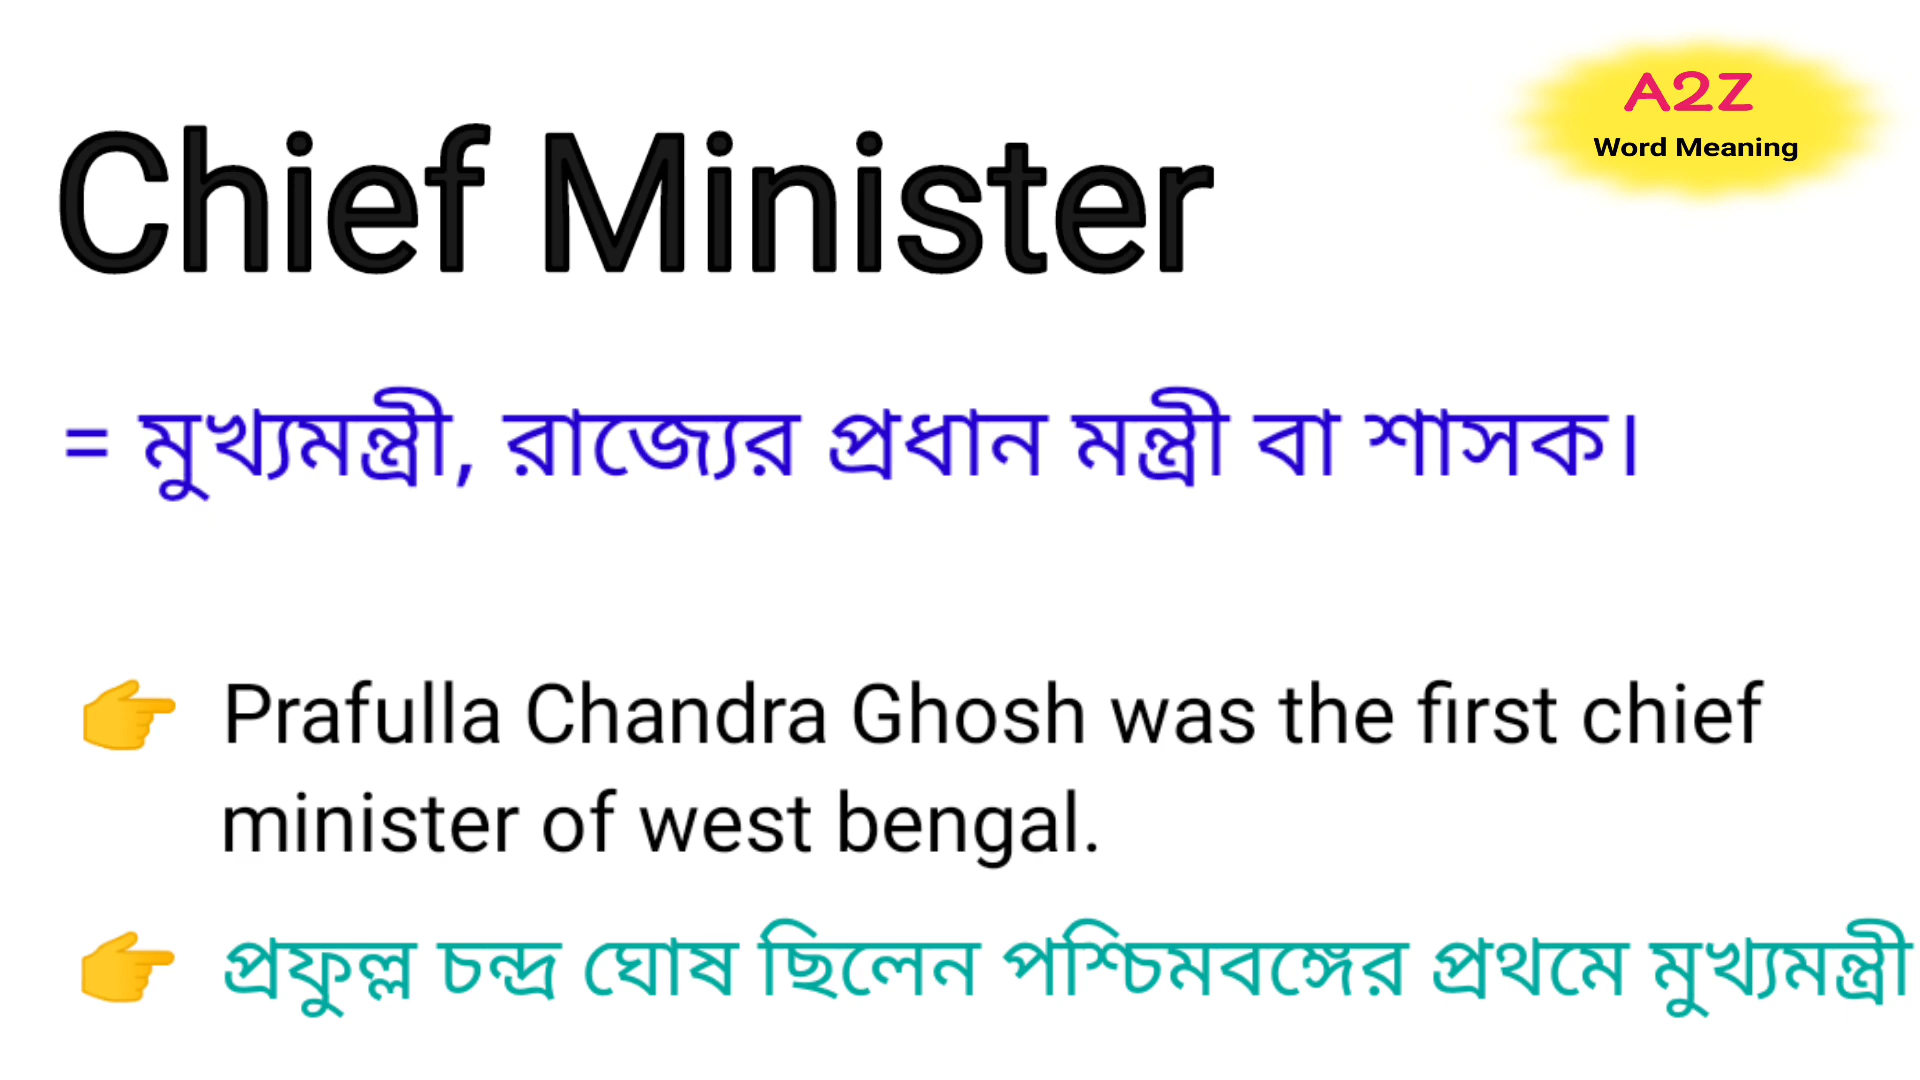 A2Z
Word Meaning
Chief Minister
= মুখ্যমন্ত্রী, রাজ্যের প্রধান মন্ত্রী বা শাসক।
👉 Prafulla Chandra Ghosh was the first chief
minister of west bengal.
👉 প্রফুল্ল চন্দ্র ঘোষ ছিলেন পশ্চিমবঙ্গের প্রথমে মুখ্যমন্ত্রী